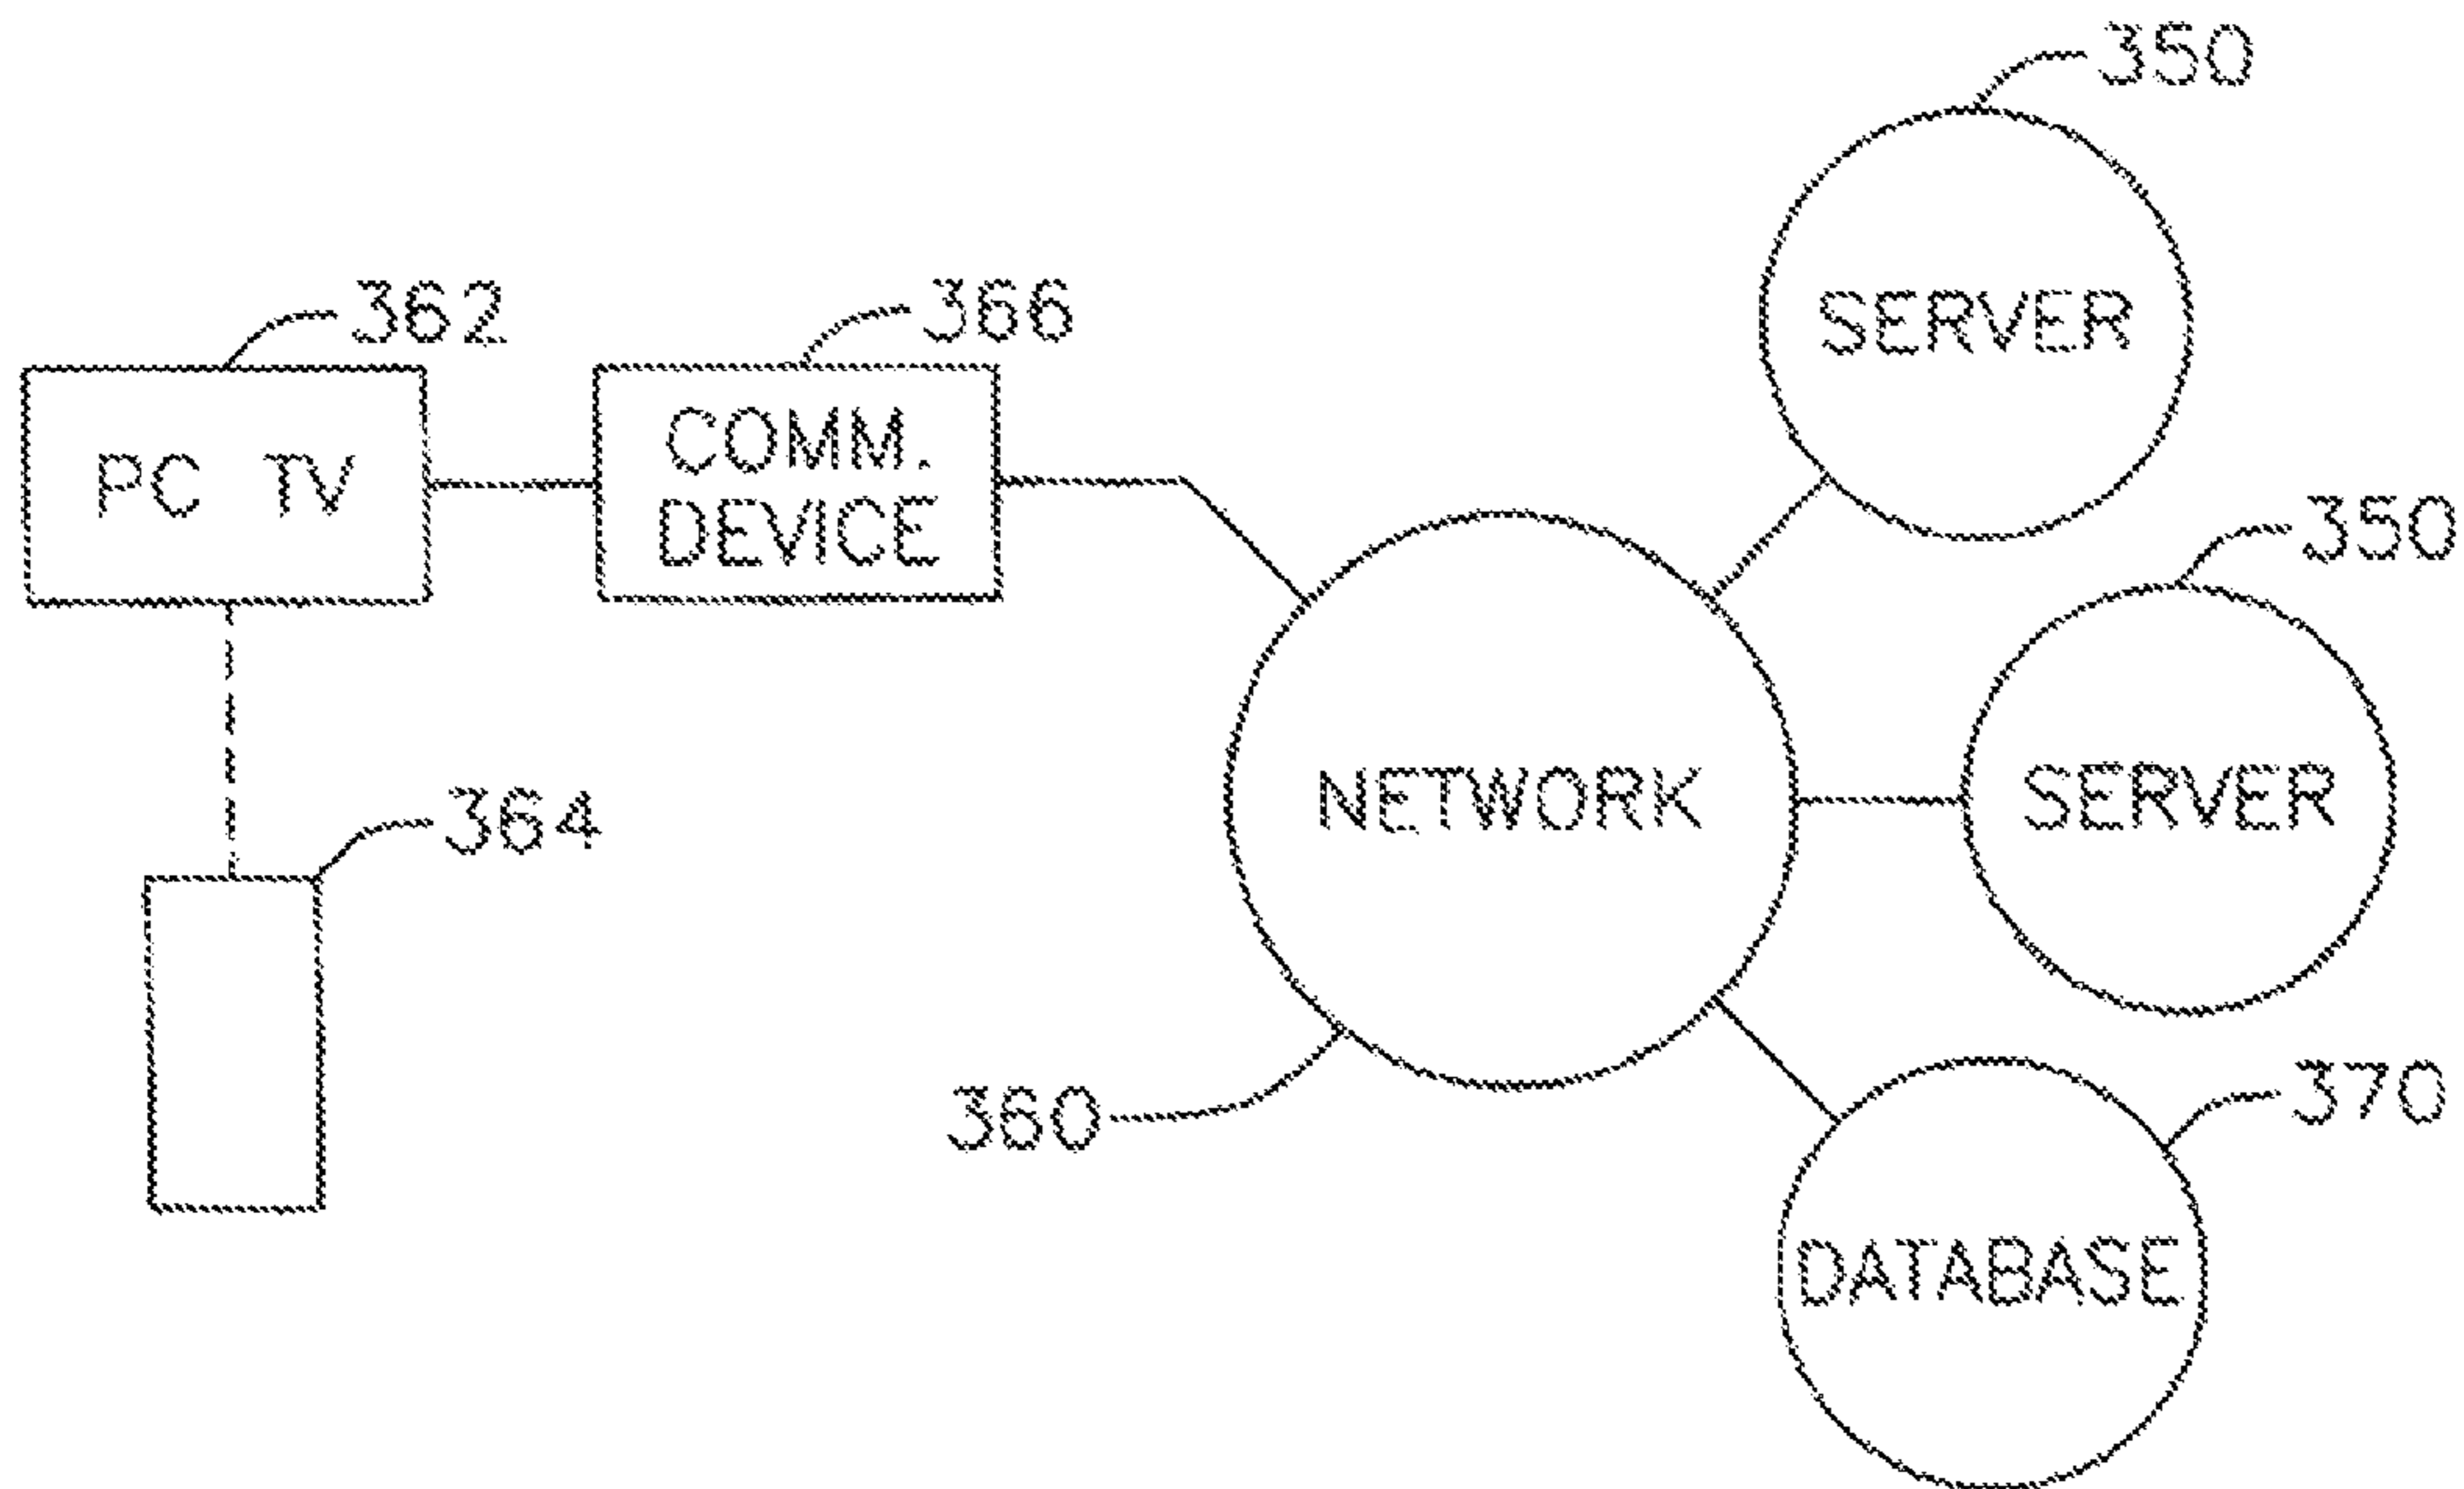 350
362
366
SERVER
PC TV
COMM.
DEVICE
350
NETWORK
SERVER
364
360
370
DATABASE